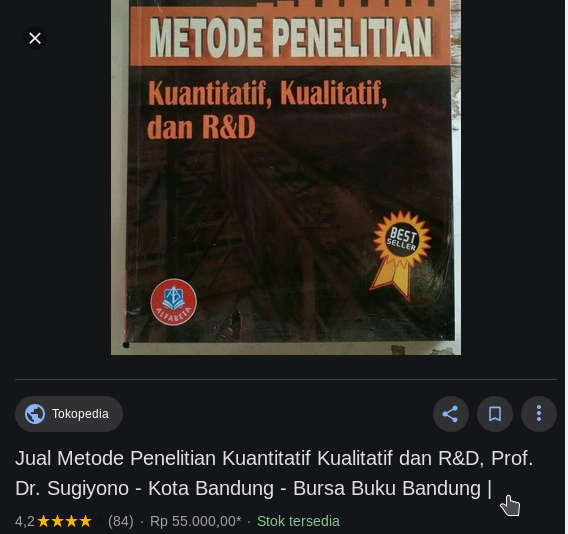 METODE PENELITIAN
Kuantitatif, Kualitatif,
dan R&D
BEST
SELLER
ALFABETA
Tokopedia
Jual Metode Penelitian Kuantitatif Kualitatif dan R&D, Prof.
Dr. Sugiyono - Kota Bandung - Bursa Buku Bandung |
4,2★★★★ (84) · Rp 55.000,00* · Stok tersedia